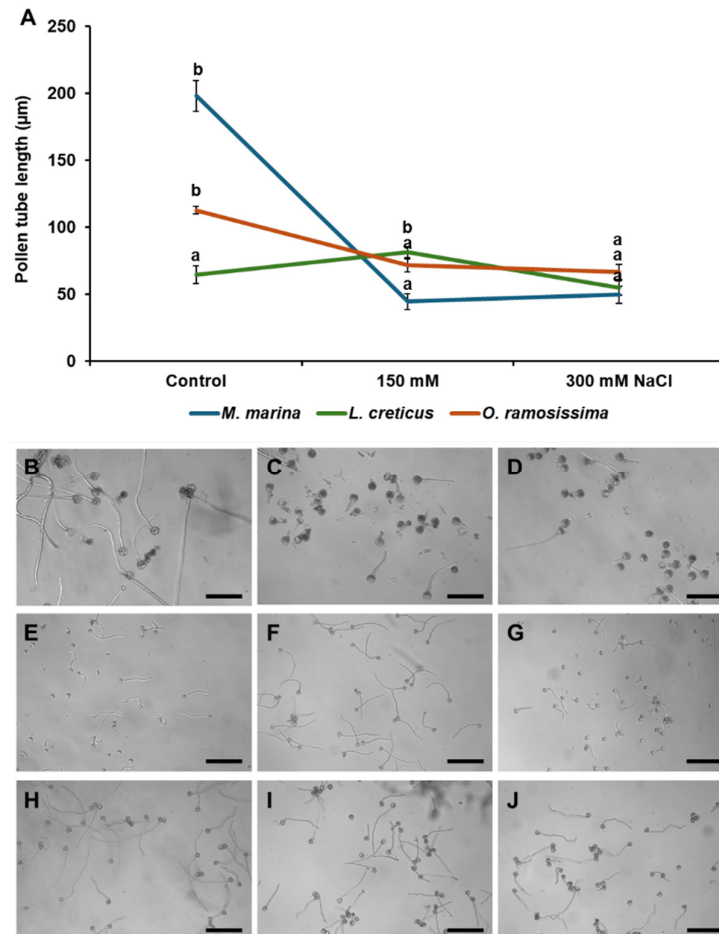 A
250
200
150
100
50
0
Pollen tube length (µm)
b
b
a
b
a
a
a
a
a
Control 150 mM 300 mM NaCl
M. marina L. creticus O. ramosissima
B C D
E F G
H I J